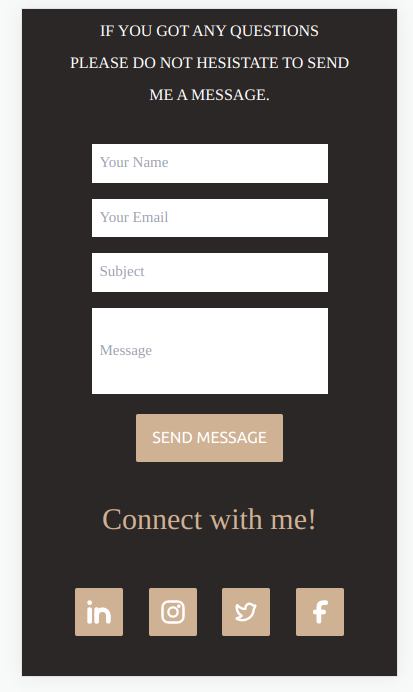 IF YOU GOT ANY QUESTIONS
PLEASE DO NOT HESISTATE TO SEND
ME A MESSAGE.
Your Name
Your Email
Subject
Message
SEND MESSAGE
Connect with me!